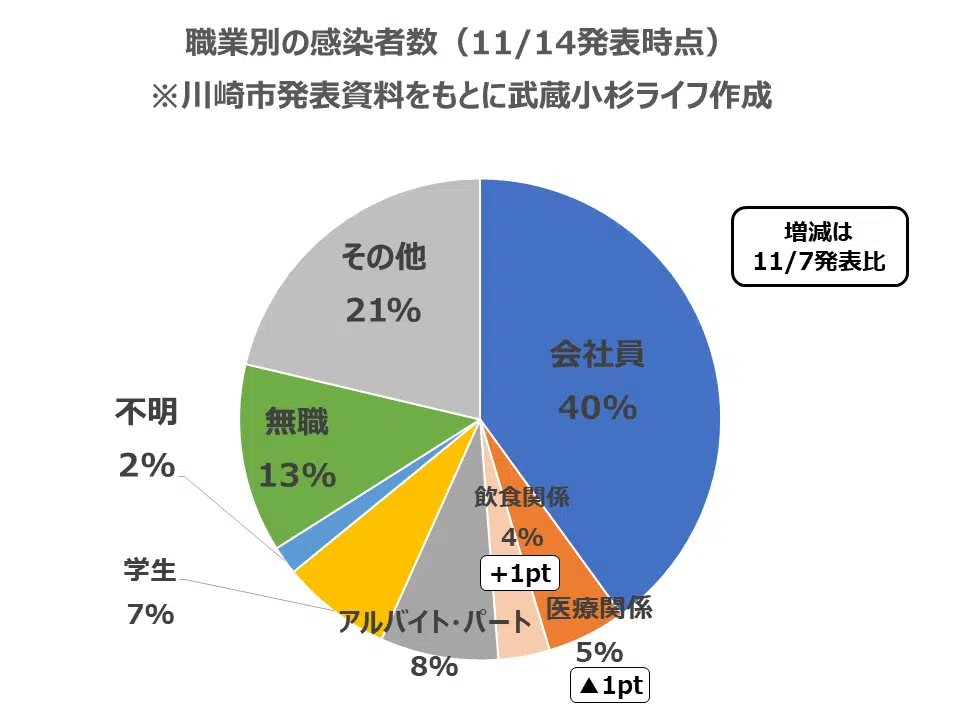 職業別の感染者数（11/14発表時点）
※川崎市発表資料をもとに武蔵小杉ライフ作成
増減は
11/7発表比
その他
21%
会社員
40%
不明
2%
無職
13%
飲食関係
4%
+1pt
学生
7%
アルバイト・パート
8%
医療関係
5%
▲1pt